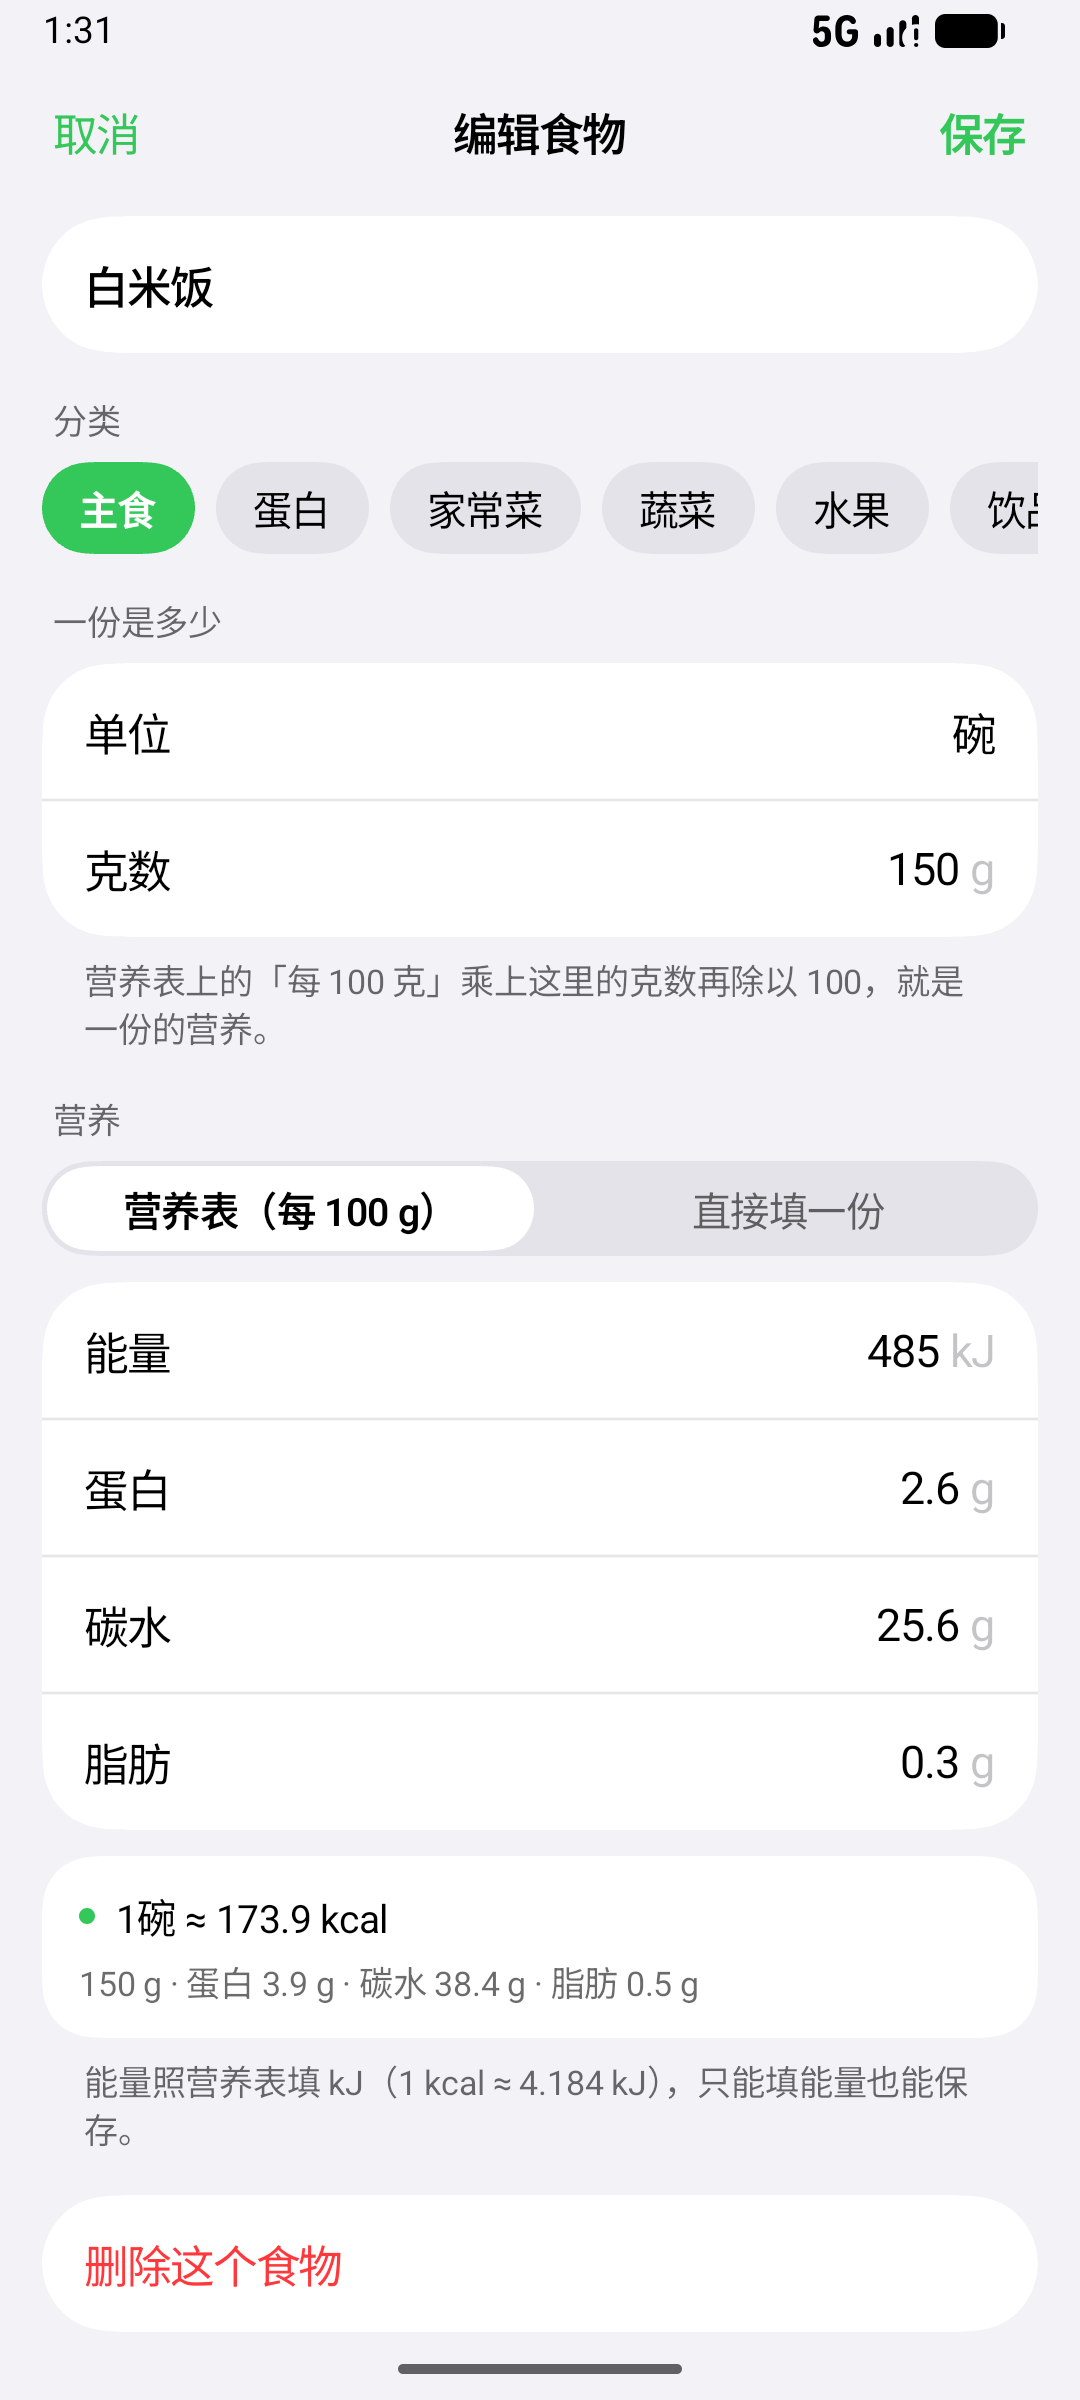 1:31
5G
取消
编辑食物
保存
白米饭
分类
主食
蛋白
家常菜
蔬菜
水果
饮
一份是多少
单位
碗
克数
150 g
营养表上的「每 100 克」乘上这里的克数再除以 100，就是
一份的营养。
营养
营养表（每 100 g）
直接填一份
能量
485 kJ
蛋白
2.6 g
碳水
25.6 g
脂肪
0.3 g
1碗 ≈ 173.9 kcal
150 g · 蛋白 3.9 g · 碳水 38.4 g · 脂肪 0.5 g
能量照营养表填 kJ（1 kcal ≈ 4.184 kJ），只能填能量也能保
存。
删除这个食物